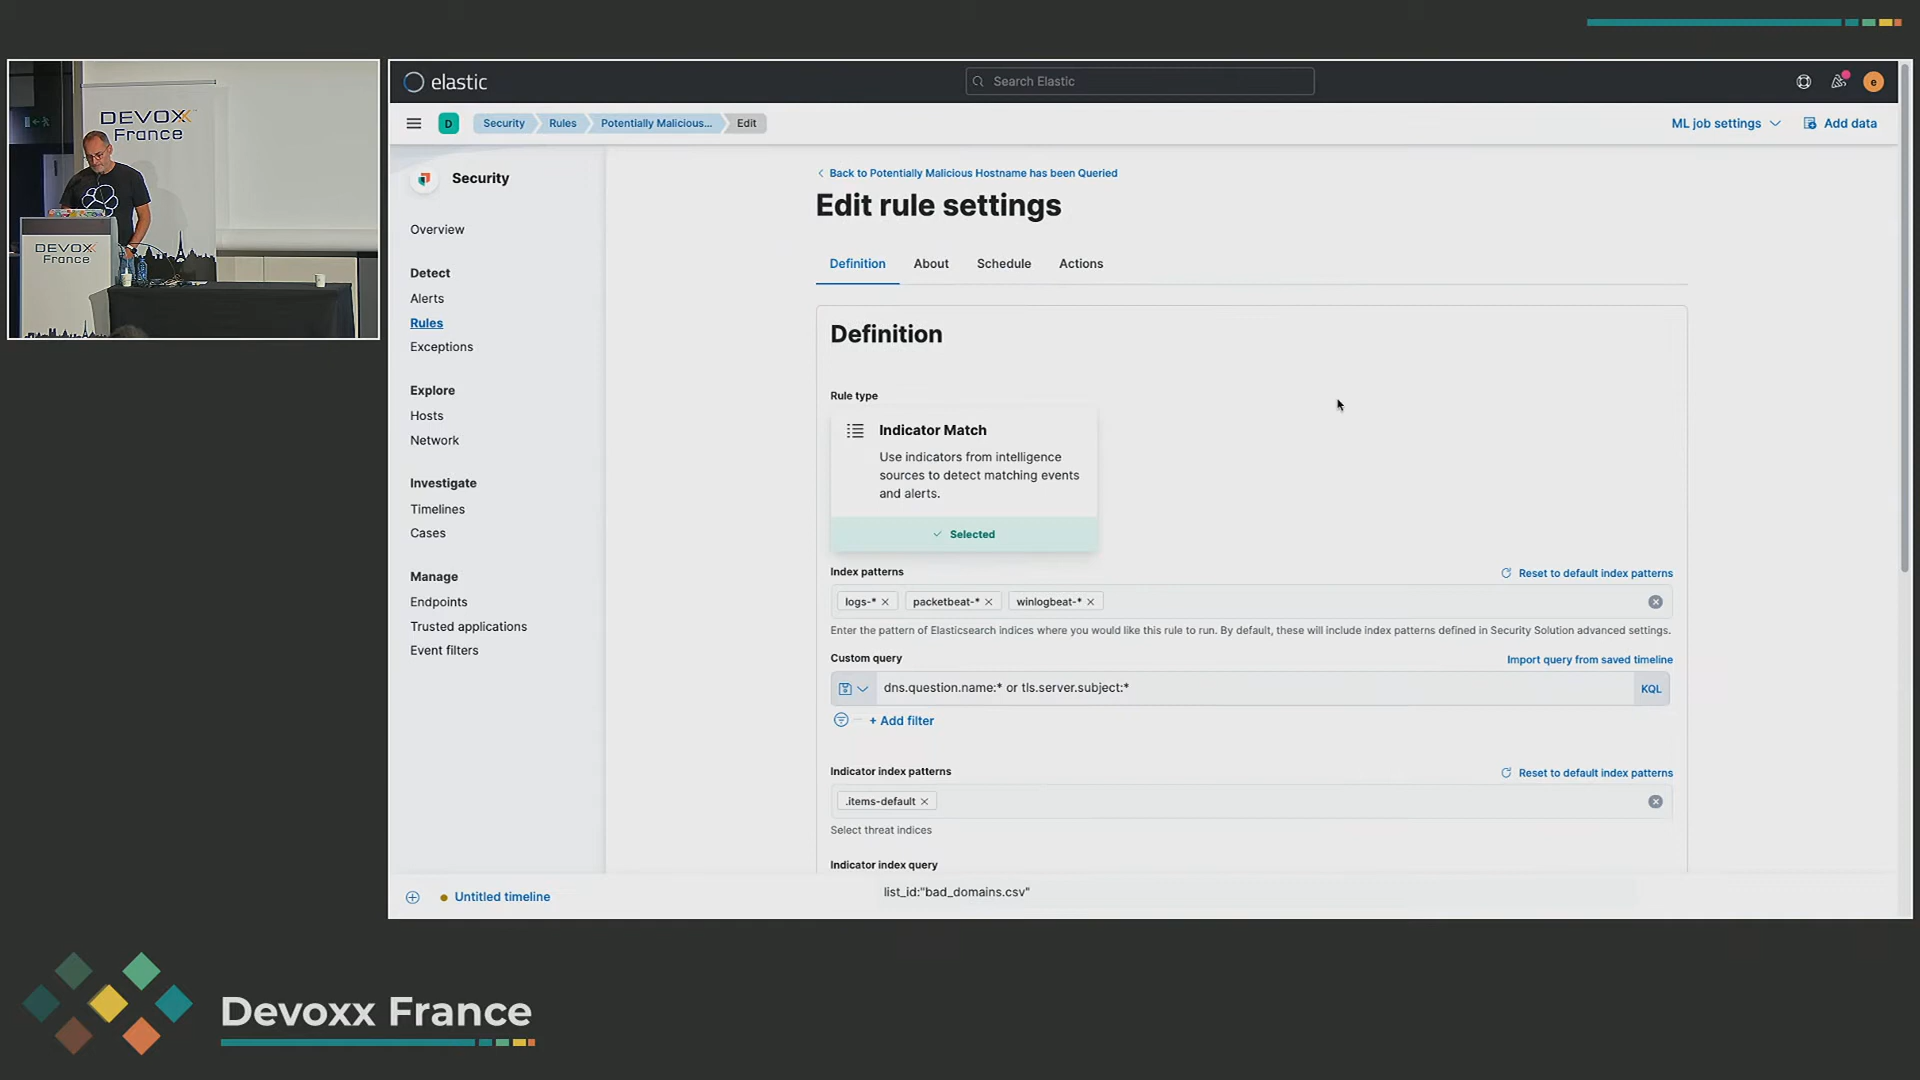 DEVOXX
France
DEVOXX
France
elastic
Search Elastic
e
D
Security
Rules
Potentially Malicious...
Edit
ML job settings
Add data
Security
Overview
Detect
Alerts
Rules
Exceptions
Explore
Hosts
Network
Investigate
Timelines
Cases
Manage
Endpoints
Trusted applications
Event filters
Back to Potentially Malicious Hostname has been Queried
Edit rule settings
Definition
About
Schedule
Actions
Definition
Rule type
Indicator Match
Use indicators from intelligence
sources to detect matching events
and alerts.
Selected
Index patterns
Reset to default index patterns
logs-*
packetbeat-*
winlogbeat-*
Enter the pattern of Elasticsearch indices where you would like this rule to run. By default, these will include index patterns defined in Security Solution advanced settings.
Custom query
Import query from saved timeline
dns.question.name:* or tls.server.subject:*
KQL
+ Add filter
Indicator index patterns
Reset to default index patterns
.items-default
Select threat indices
Indicator index query
list_id:"bad_domains.csv"
Untitled timeline
Devoxx France